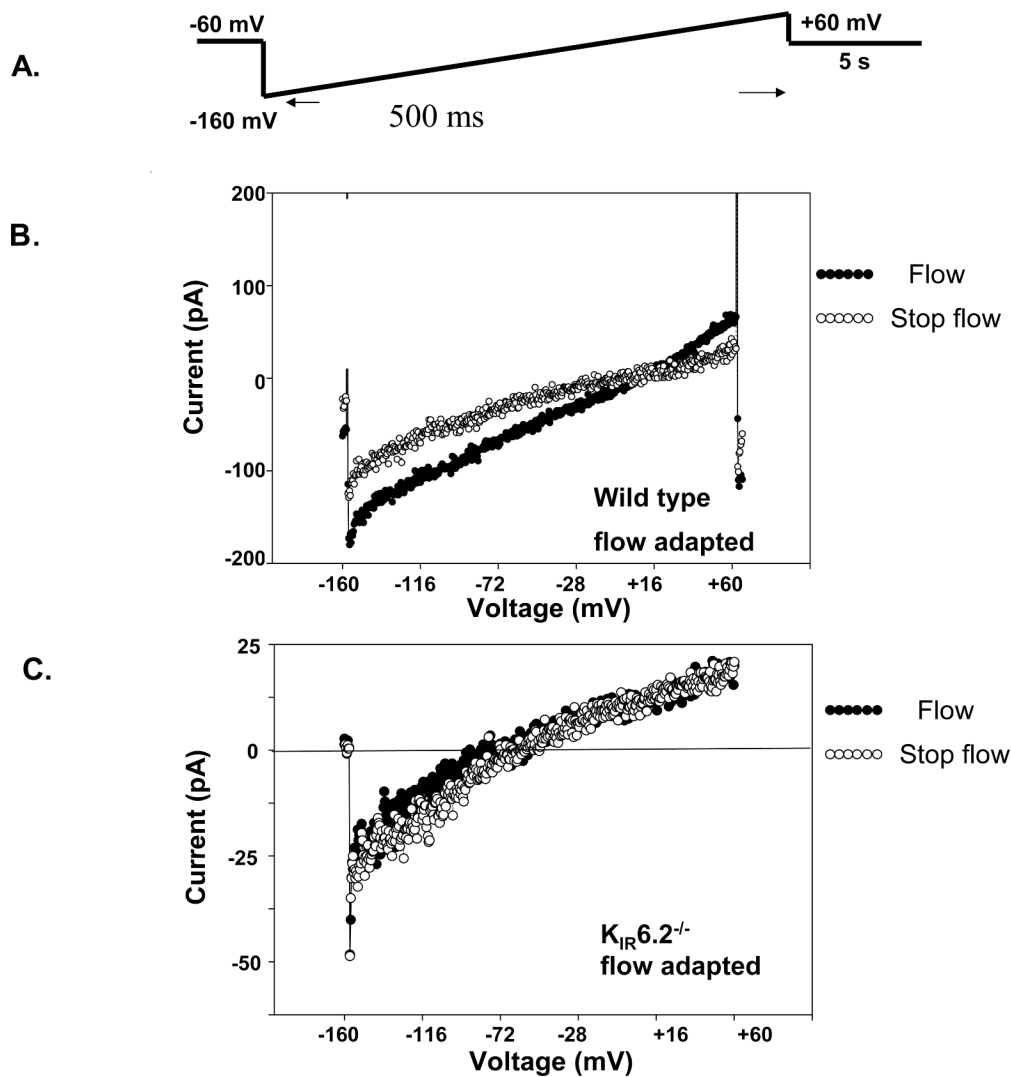 A.
-60 mV
+60 mV
5 s
-160 mV
500 ms
B.
200
100
0
-100
-200
Current (pA)
Flow
Stop flow
Wild type
flow adapted
-160
-116
-72
-28
+16
+60
Voltage (mV)
C.
25
0
-25
-50
Current (pA)
Flow
Stop flow
KIR6.2-/-
flow adapted
-160
-116
-72
-28
+16
+60
Voltage (mV)